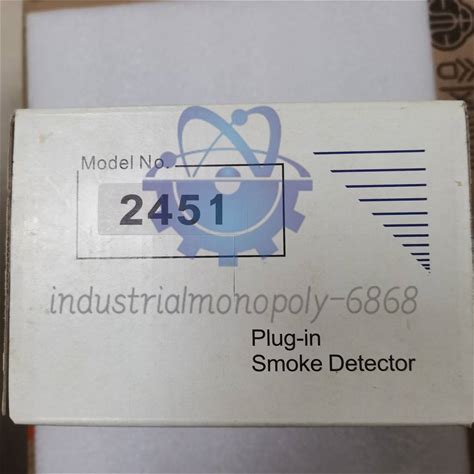 Model No.
2451
industrialmonopoly-6868
Plug-in
Smoke Detector